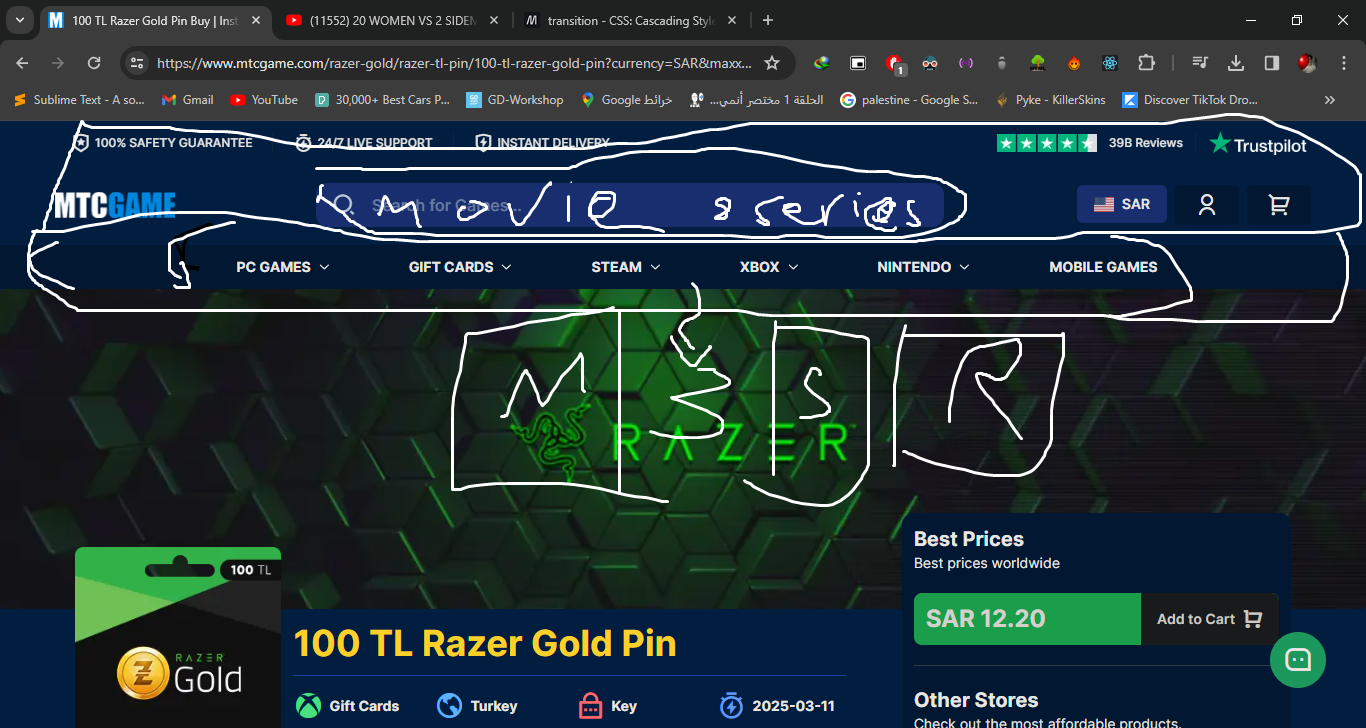 100 TL Razer Gold Pin Buy | Inst
(11552) 20 WOMEN VS 2 SIDEM
transition - CSS: Cascading Style
https://www.mtcgame.com/razer-gold/razer-tl-pin/100-tl-razer-gold-pin?currency=SAR&maxx...
1
Sublime Text - A so... Gmail YouTube 30,000+ Best Cars P... GD-Workshop خرائط Google الحلقة 1 مختصر أنمي... palestine - Google S... Pyke - KillerSkins Discover TikTok Dro... »
100% SAFETY GUARANTEE 24/7 LIVE SUPPORT INSTANT DELIVERY 39B Reviews Trustpilot
MTCGAME Search for Games... SAR
PC GAMES GIFT CARDS STEAM XBOX NINTENDO MOBILE GAMES
M S
RAZER
Best Prices
Best prices worldwide
100 TL
SAR 12.20 Add to Cart
100 TL Razer Gold Pin
RAZER
Gold
Gift Cards Turkey Key 2025-03-11
Other Stores
Check out the most affordable products.